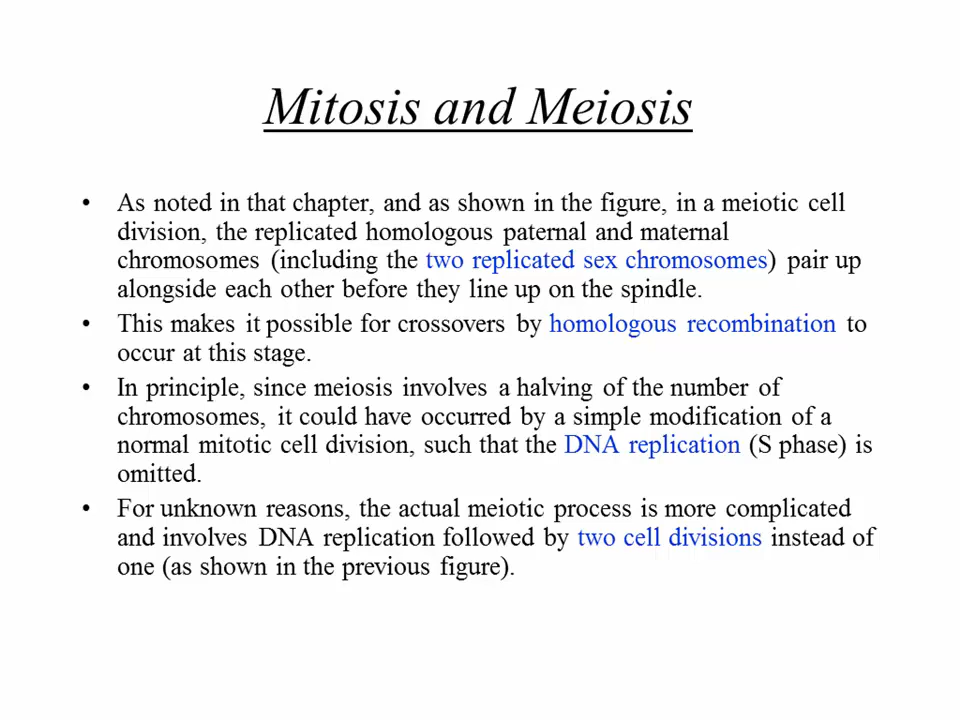 Mitosis and Meiosis
• As noted in that chapter, and as shown in the figure, in a meiotic cell
division, the replicated homologous paternal and maternal
chromosomes (including the two replicated sex chromosomes) pair up
alongside each other before they line up on the spindle.
• This makes it possible for crossovers by homologous recombination to
occur at this stage.
• In principle, since meiosis involves a halving of the number of
chromosomes, it could have occurred by a simple modification of a
normal mitotic cell division, such that the DNA replication (S phase) is
omitted.
• For unknown reasons, the actual meiotic process is more complicated
and involves DNA replication followed by two cell divisions instead of
one (as shown in the previous figure).